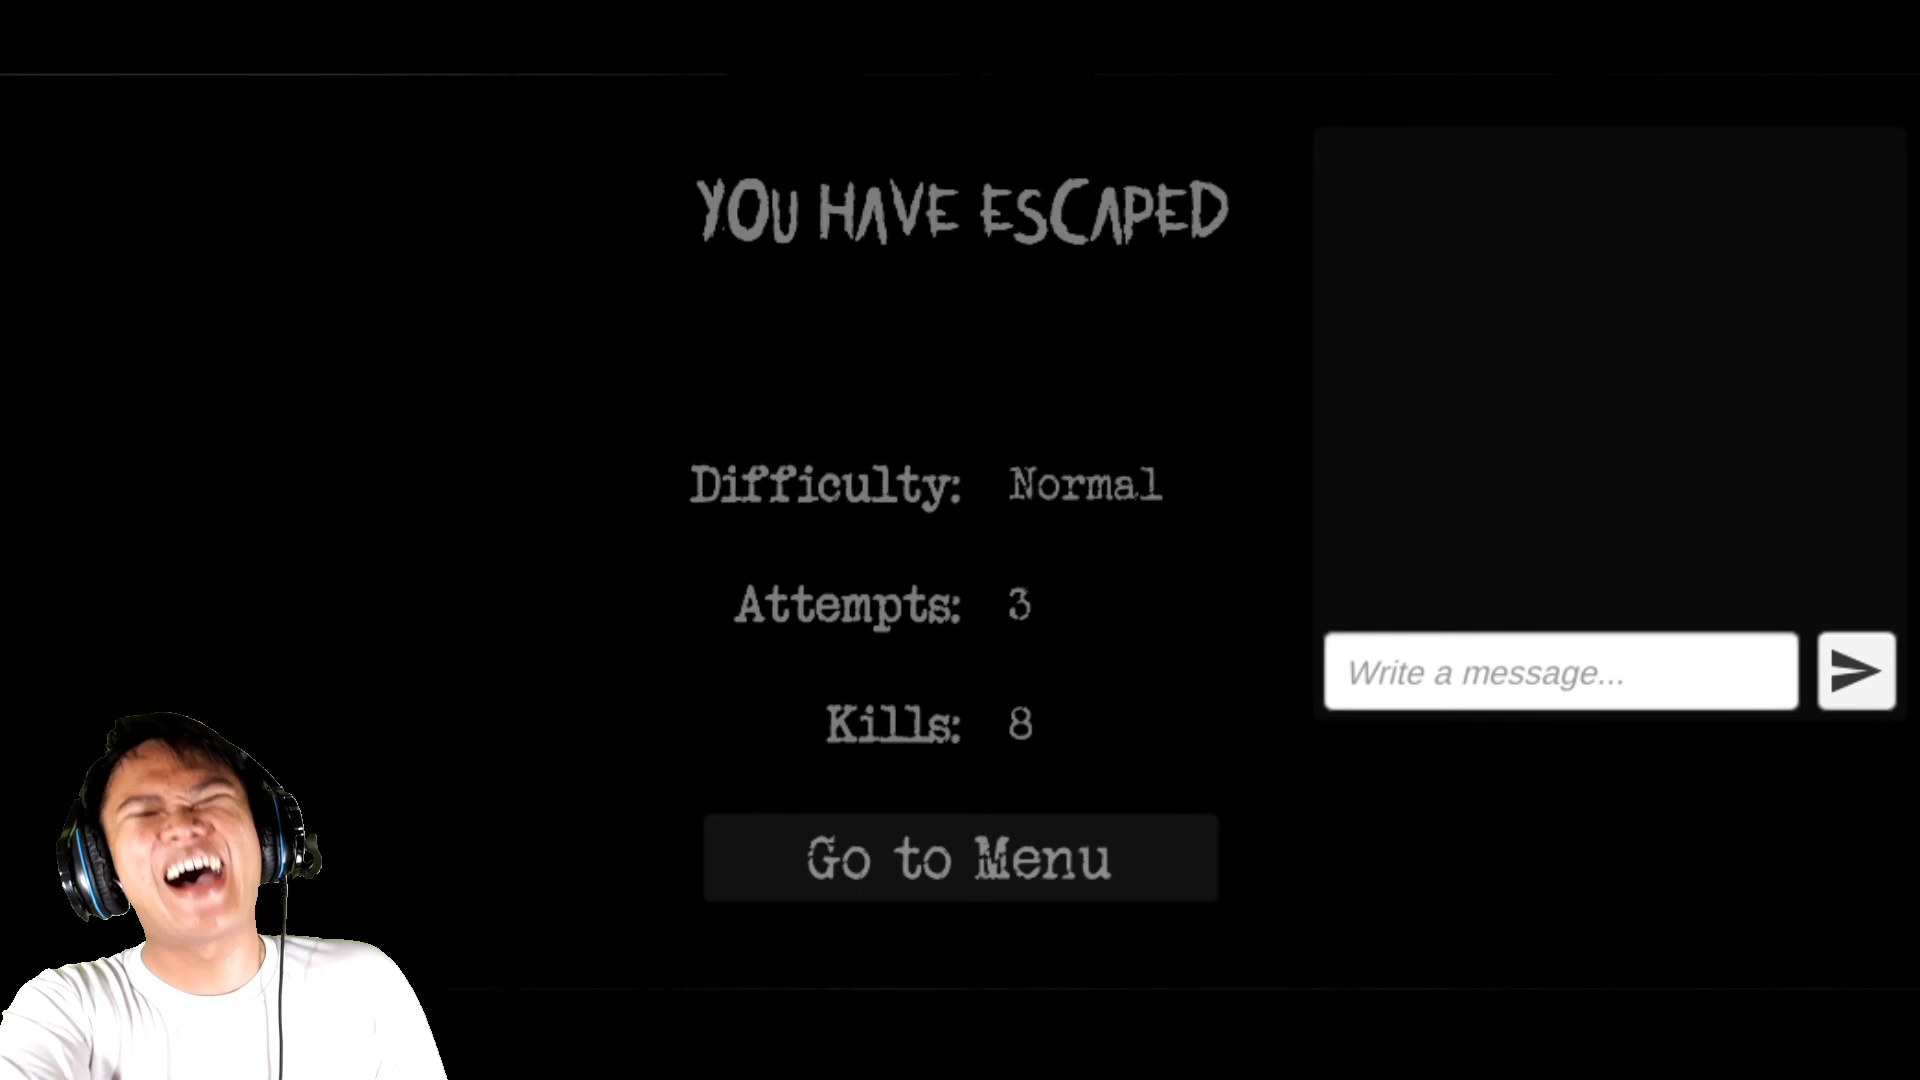 YOU HAVE ESCAPED
Difficulty: Normal
Attempts: 3
Kills: 8
Go to Menu
Write a message...